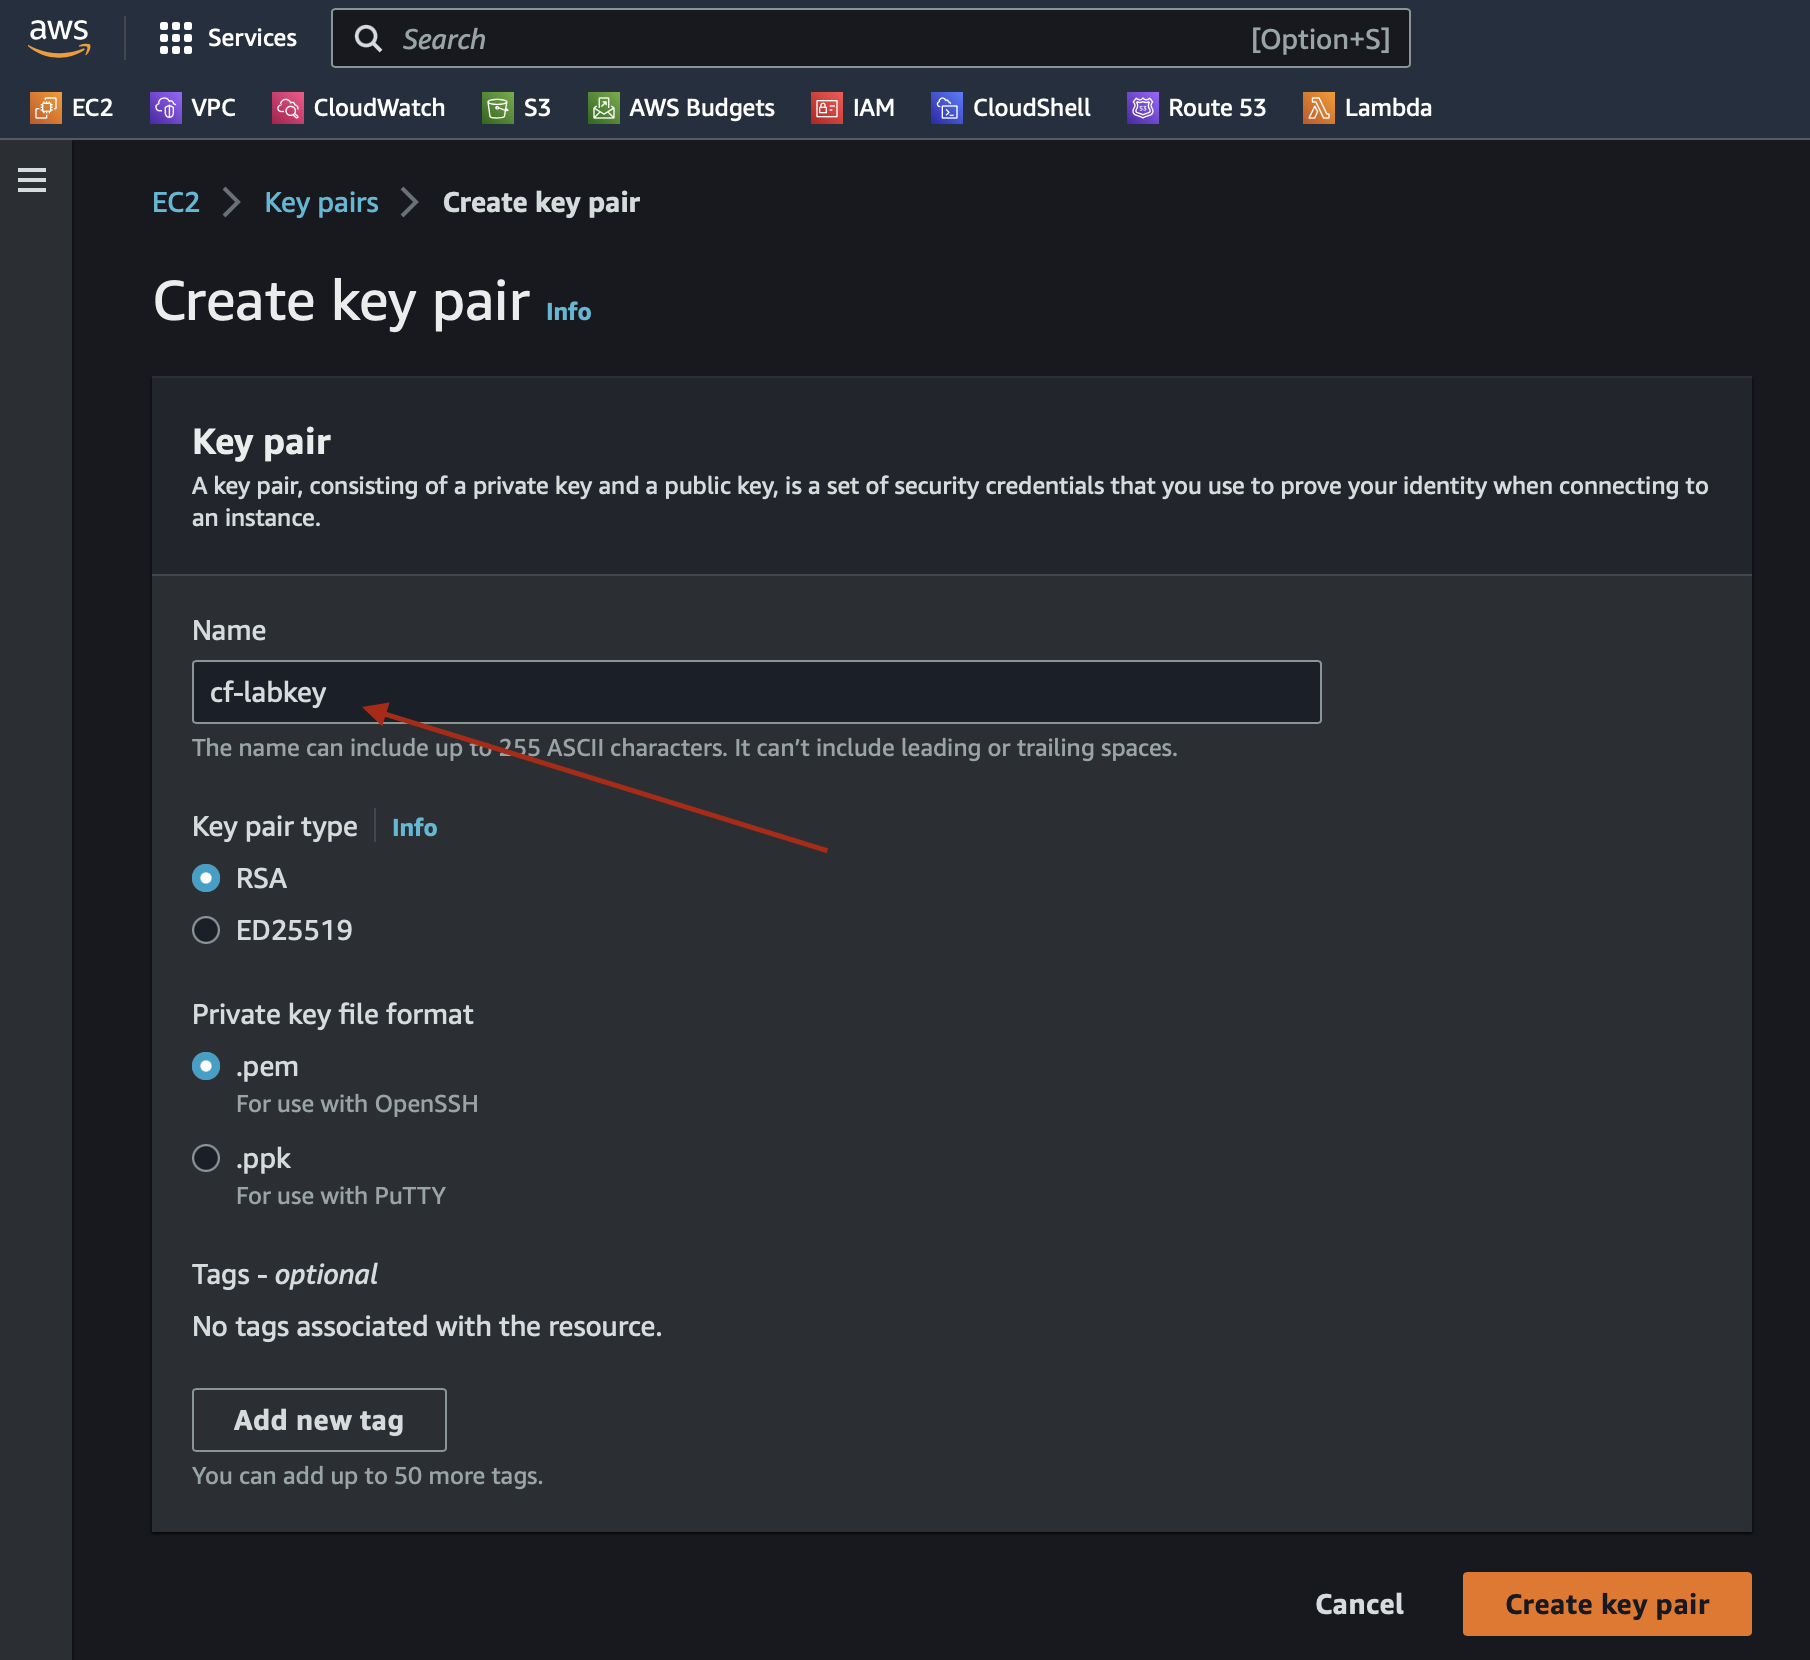 aws
Services
Search
[Option+S]
EC2 VPC CloudWatch S3 AWS Budgets IAM CloudShell Route 53 Lambda
EC2 Key pairs Create key pair
Create key pair Info
Key pair
A key pair, consisting of a private key and a public key, is a set of security credentials that you use to prove your identity when connecting to
an instance.
Name
cf-labkey
The name can include up to 255 ASCII characters. It can’t include leading or trailing spaces.
Key pair type Info
RSA
ED25519
Private key file format
.pem
For use with OpenSSH
.ppk
For use with PuTTY
Tags - optional
No tags associated with the resource.
Add new tag
You can add up to 50 more tags.
Cancel
Create key pair